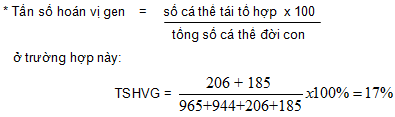 * Tần số hoán vị gen = số cá thể tái tổ hợp x 100
tổng số cá thể đời con
ở trường hợp này:
TSHVG = 206 + 185
965+944+206+185 x100% = 17%